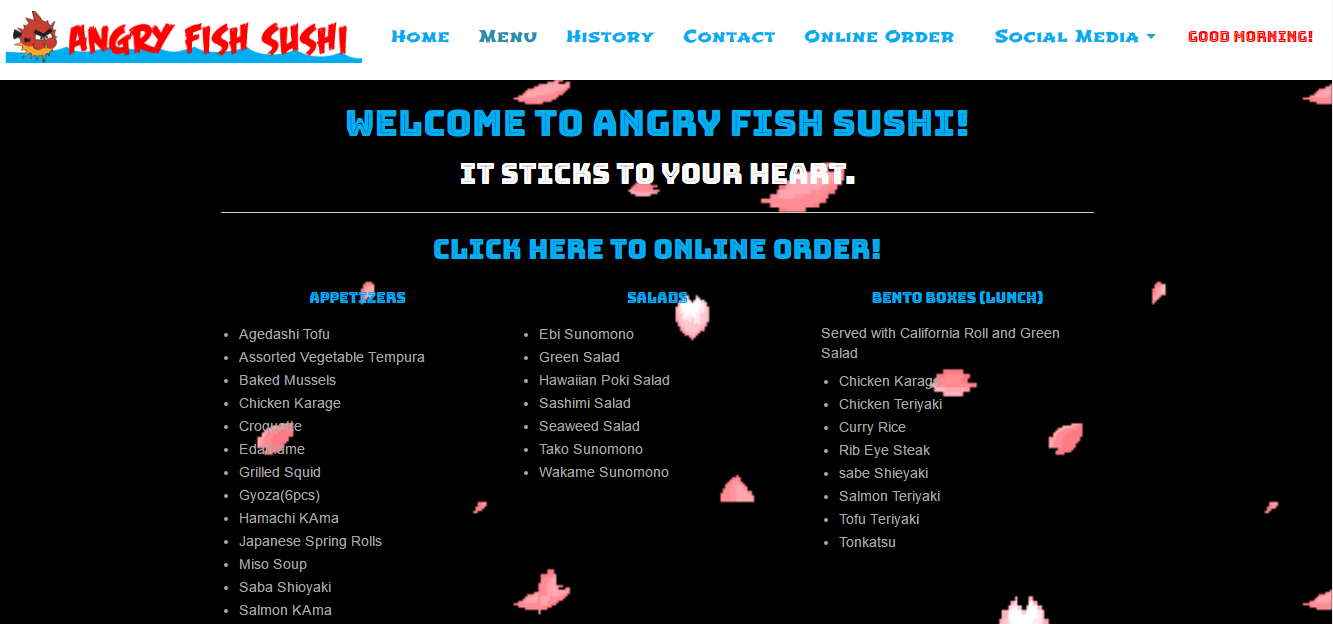 ANGRY FISH SUSHI
Home
Menu
History
Contact
Online Order
Social Media
GOOD MORNING!
WELCOME TO ANGRY FISH SUSHI!
IT STICKS TO YOUR HEART.
CLICK HERE TO ONLINE ORDER!
APPETIZERS
Agedashi Tofu
Assorted Vegetable Tempura
Baked Mussels
Chicken Karage
Croquette
Edamame
Grilled Squid
Gyoza(6pcs)
Hamachi KAma
Japanese Spring Rolls
Miso Soup
Saba Shioyaki
Salmon KAma
SALADS
Ebi Sunomono
Green Salad
Hawaiian Poki Salad
Sashimi Salad
Seaweed Salad
Tako Sunomono
Wakame Sunomono
BENTO BOXES (LUNCH)
Served with California Roll and Green
Salad
Chicken Karage
Chicken Teriyaki
Curry Rice
Rib Eye Steak
sabe Shieyaki
Salmon Teriyaki
Tofu Teriyaki
Tonkatsu